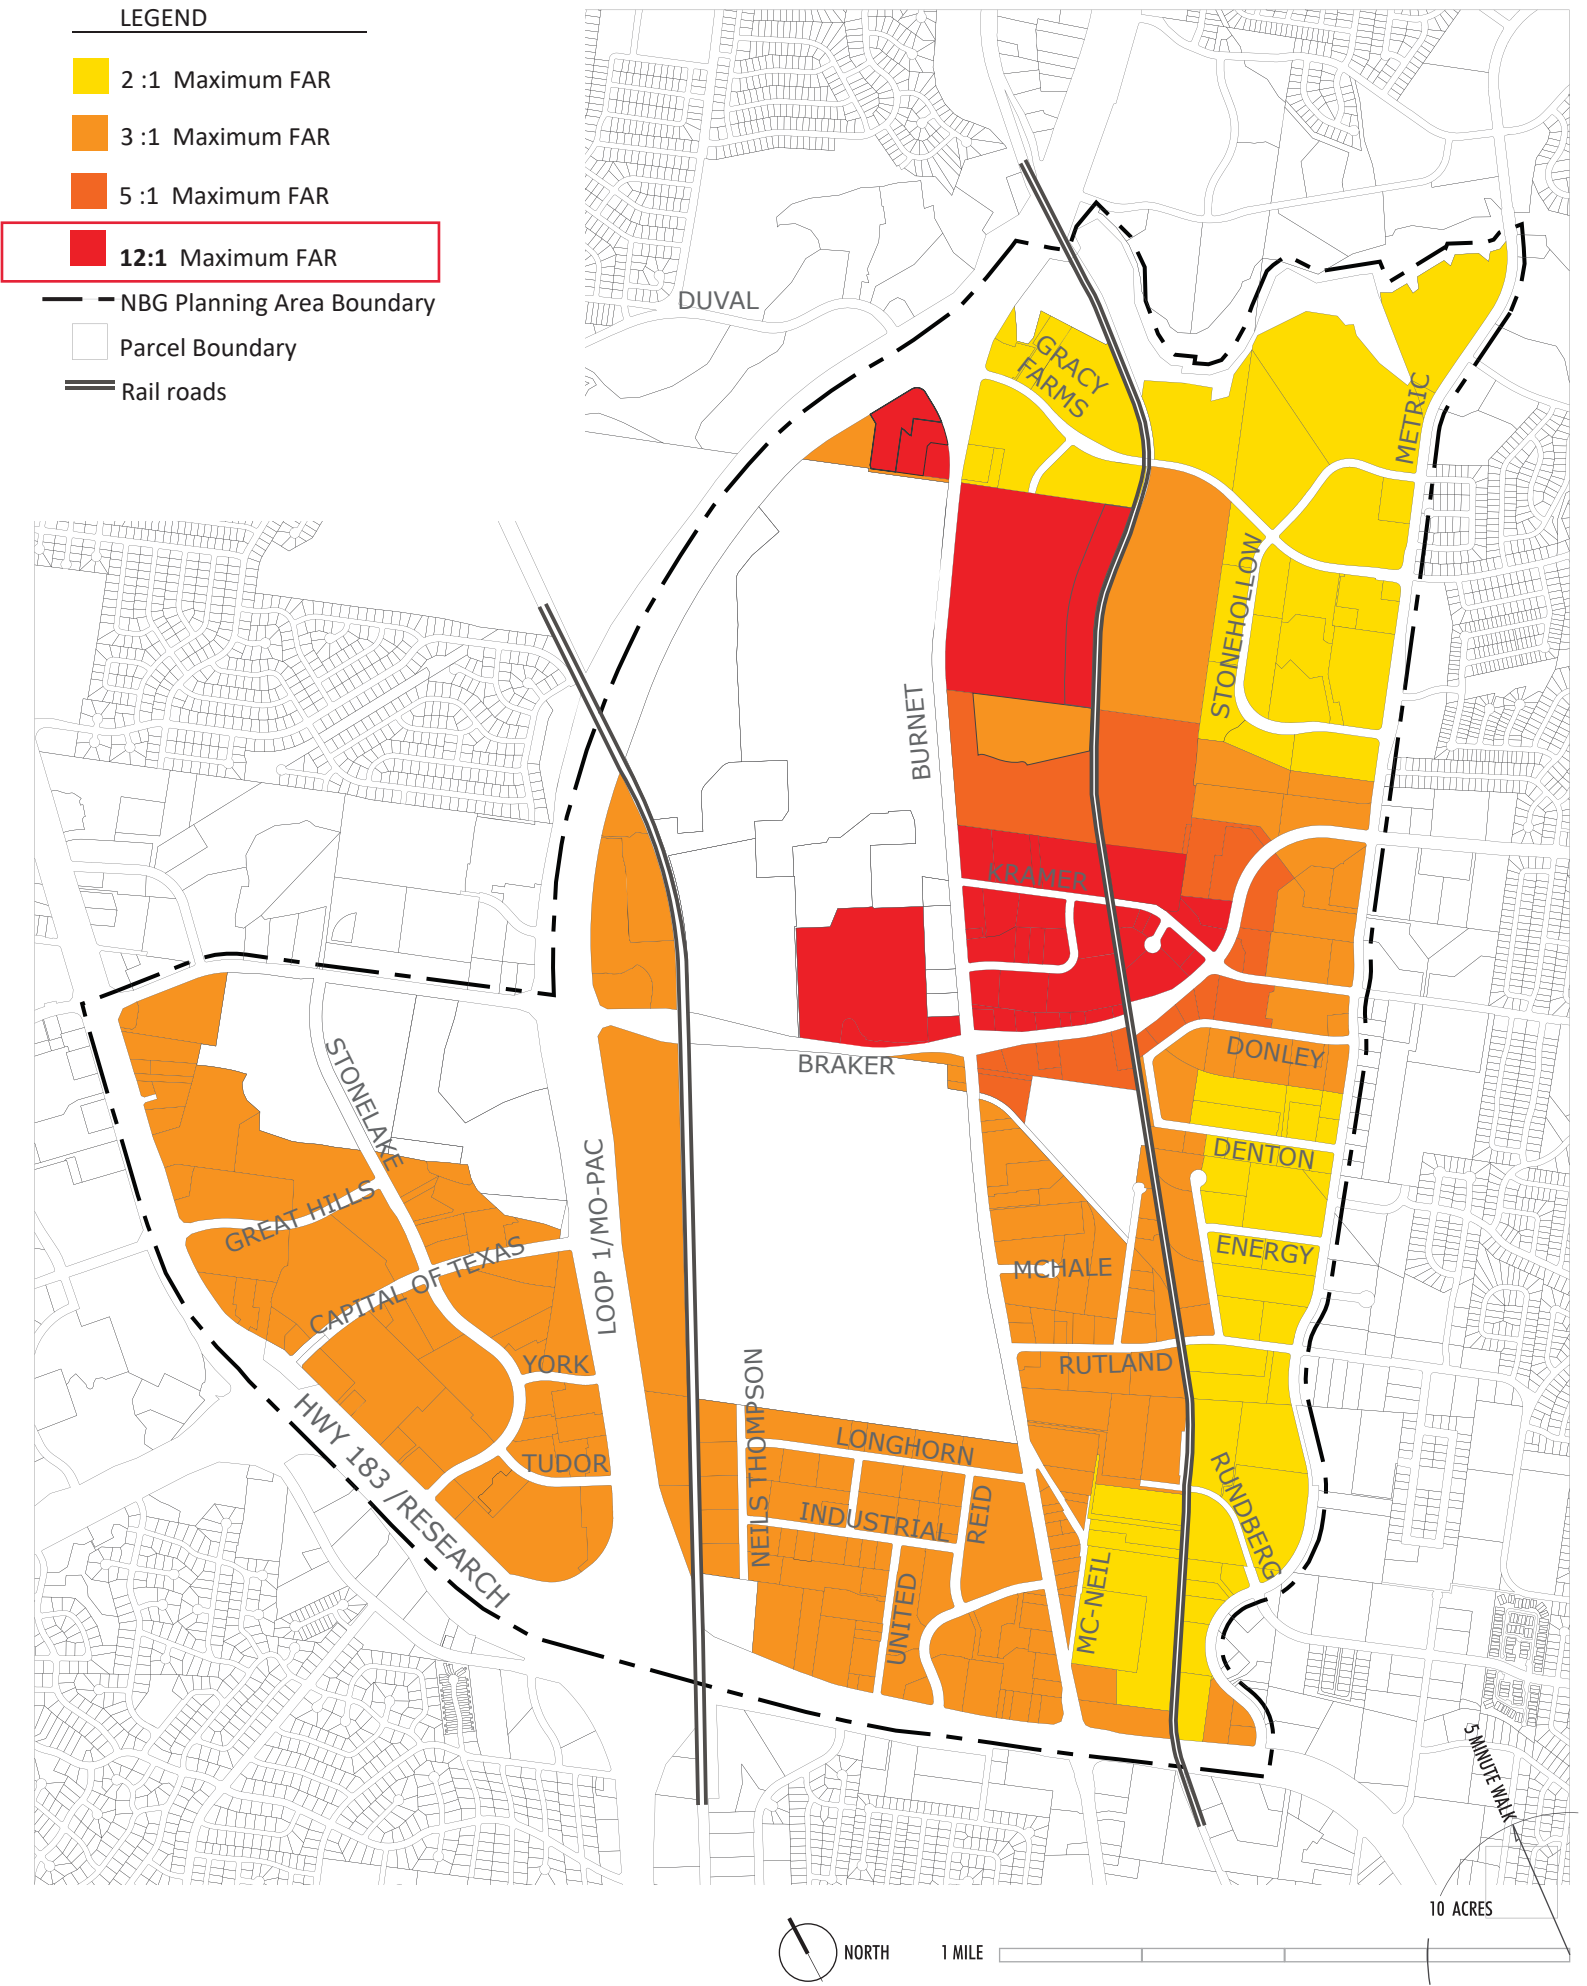 LEGEND
2 :1 Maximum FAR
3 :1 Maximum FAR
5 :1 Maximum FAR
12:1 Maximum FAR
NBG Planning Area Boundary
Parcel Boundary
Rail roads
DUVAL
GRACY
FARMS
METRIC
STONEHOLLOW
BURNET
KRAMER
BRAKER
DONLEY
STONELAKE
DENTON
GREAT HILLS
LOOP 1/MO-PAC
CAPITAL OF TEXAS
ENERGY
MCHALE
YORK
RUTLAND
HWY 183 /RESEARCH
NEILS THOMPSON
LONGHORN
TUDOR
RUNDBERG
INDUSTRIAL
REID
UNITED
MC-NEIL
5 MINUTE WALK
10 ACRES
NORTH
1 MILE